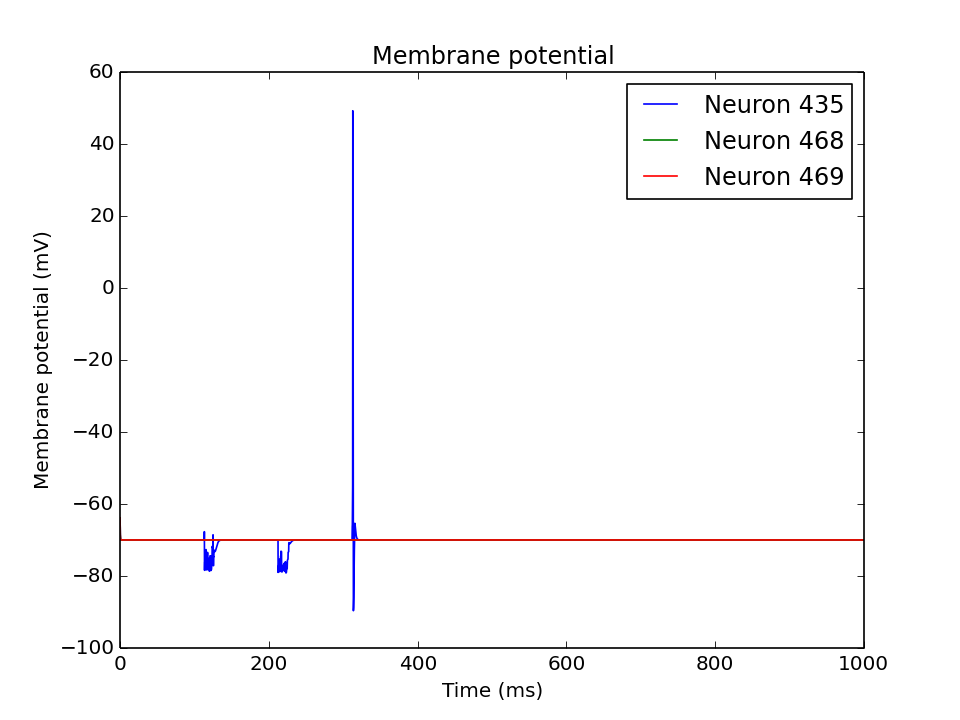 Membrane potential
60
40
20
0
−20
−40
−60
−80
−100
Membrane potential (mV)
Neuron 435
Neuron 468
Neuron 469
0 200 400 600 800 1000
Time (ms)